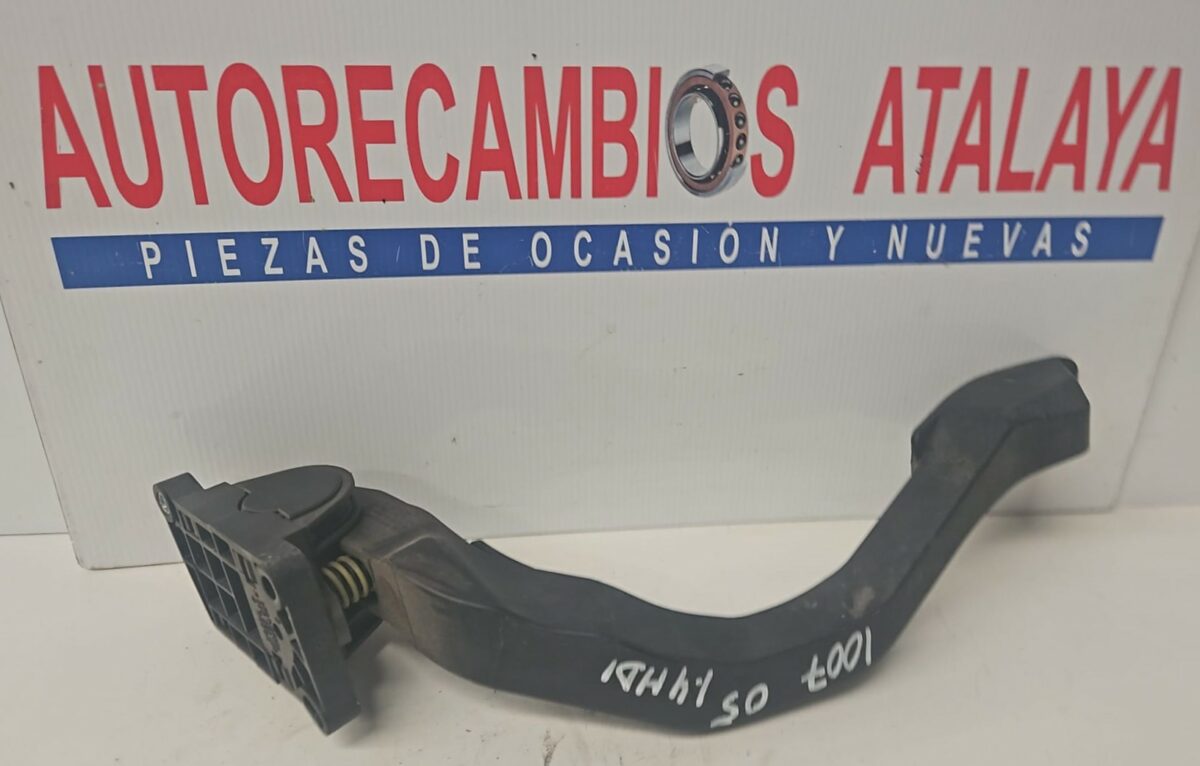 AUTORECAMBIOS ATALAYA
PIEZAS DE OCASIÓN Y NUEVAS
1007 05 1.4HDI